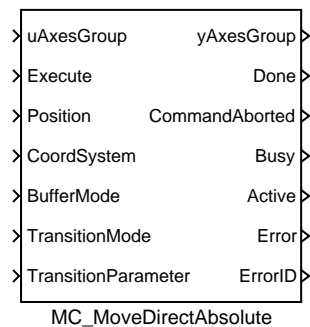 uAxesGroup yAxesGroup
Execute Done
Position CommandAborted
CoordSystem Busy
BufferMode Active
TransitionMode Error
TransitionParameter ErrorID
MC_MoveDirectAbsolute